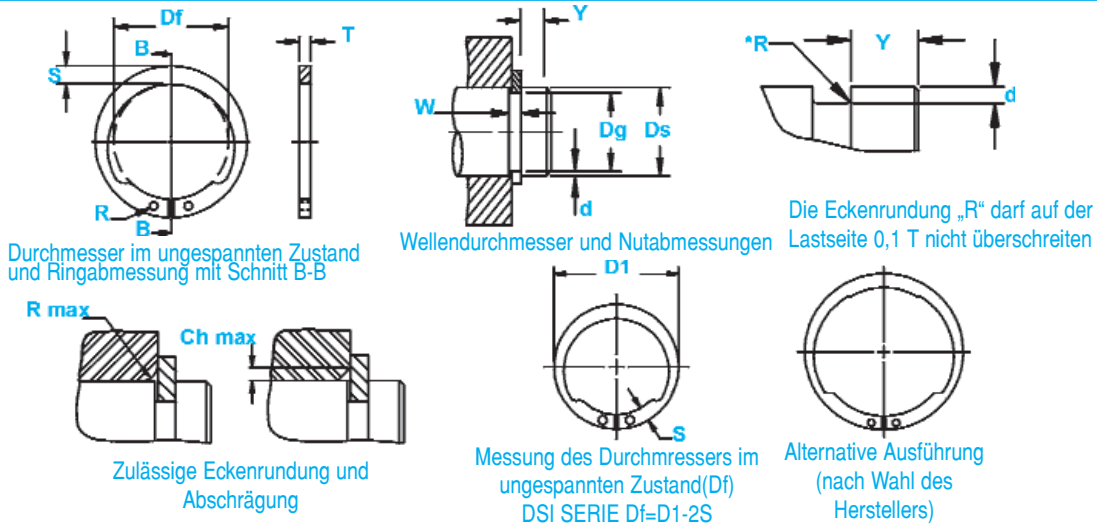 Df
B
T
S
R
B
Durchmesser im ungespannten Zustand
und Ringabmessung mit Schnitt B-B
Y
W
Dg
Ds
d
Wellendurchmesser und Nutabmessungen
*R
Y
d
Die Eckenrundung „R“ darf auf der
Lastseite 0,1 T nicht überschreiten
R max
Ch max
Zulässige Eckenrundung und
Abschrägung
D1
S
Messung des Durchmressers im
ungespannten Zustand(Df)
DSI SERIE Df=D1-2S
Alternative Ausführung
(nach Wahl des
Herstellers)